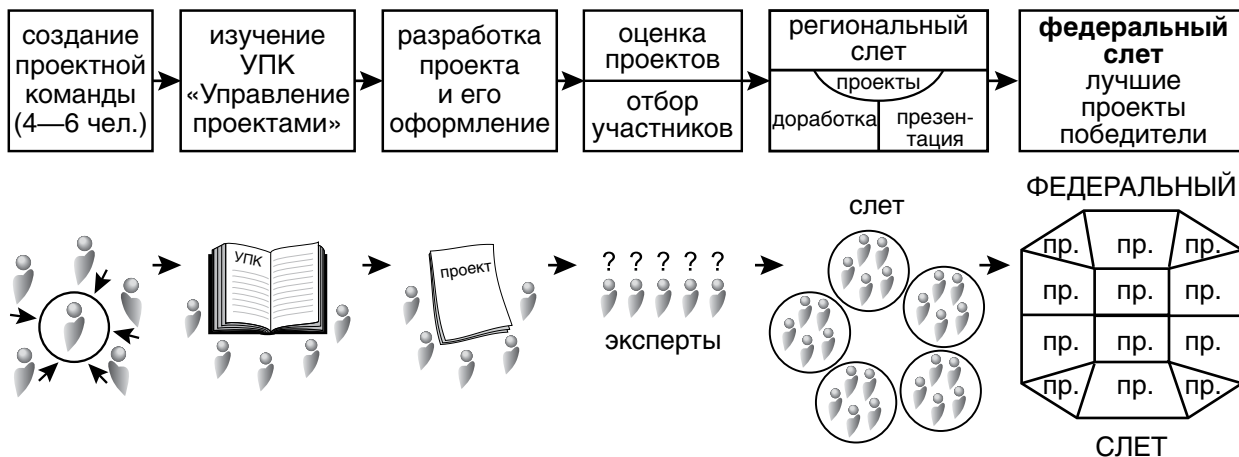 создание
проектной
команды
(4—6 чел.)
изучение
УПК
«Управление
проектами»
разработка
проекта
и его
оформление
оценка
проектов
отбор
участников
региональный
слет
проекты
доработка
презен-
тация
федеральный
слет
лучшие
проекты
победители
УПК
проект
? ? ? ? ?
эксперты
слет
ФЕДЕРАЛЬНЫЙ
пр. пр. пр.
пр. пр. пр.
пр. пр. пр.
пр. пр. пр.
СЛЕТ